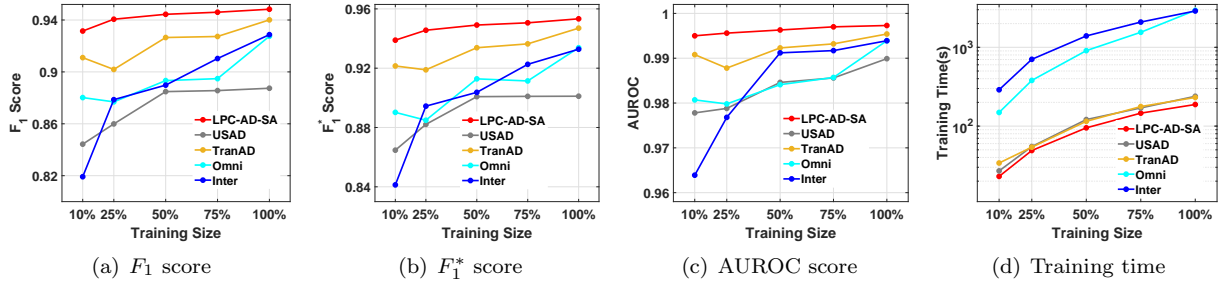 0.94
0.9
0.86
0.82
F1 Score
LPC-AD-SA
USAD
TranAD
Omni
Inter
10% 25% 50% 75% 100%
Training Size
(a) F1 score
0.96
0.92
0.88
0.84
F1* Score
LPC-AD-SA
USAD
TranAD
Omni
Inter
10% 25% 50% 75% 100%
Training Size
(b) F1* score
1
0.99
0.98
0.97
0.96
AUROC
LPC-AD-SA
USAD
TranAD
Omni
Inter
10% 25% 50% 75% 100%
Training Size
(c) AUROC score
10^3
10^2
Training Time(s)
LPC-AD-SA
USAD
TranAD
Omni
Inter
10% 25% 50% 75% 100%
Training Size
(d) Training time